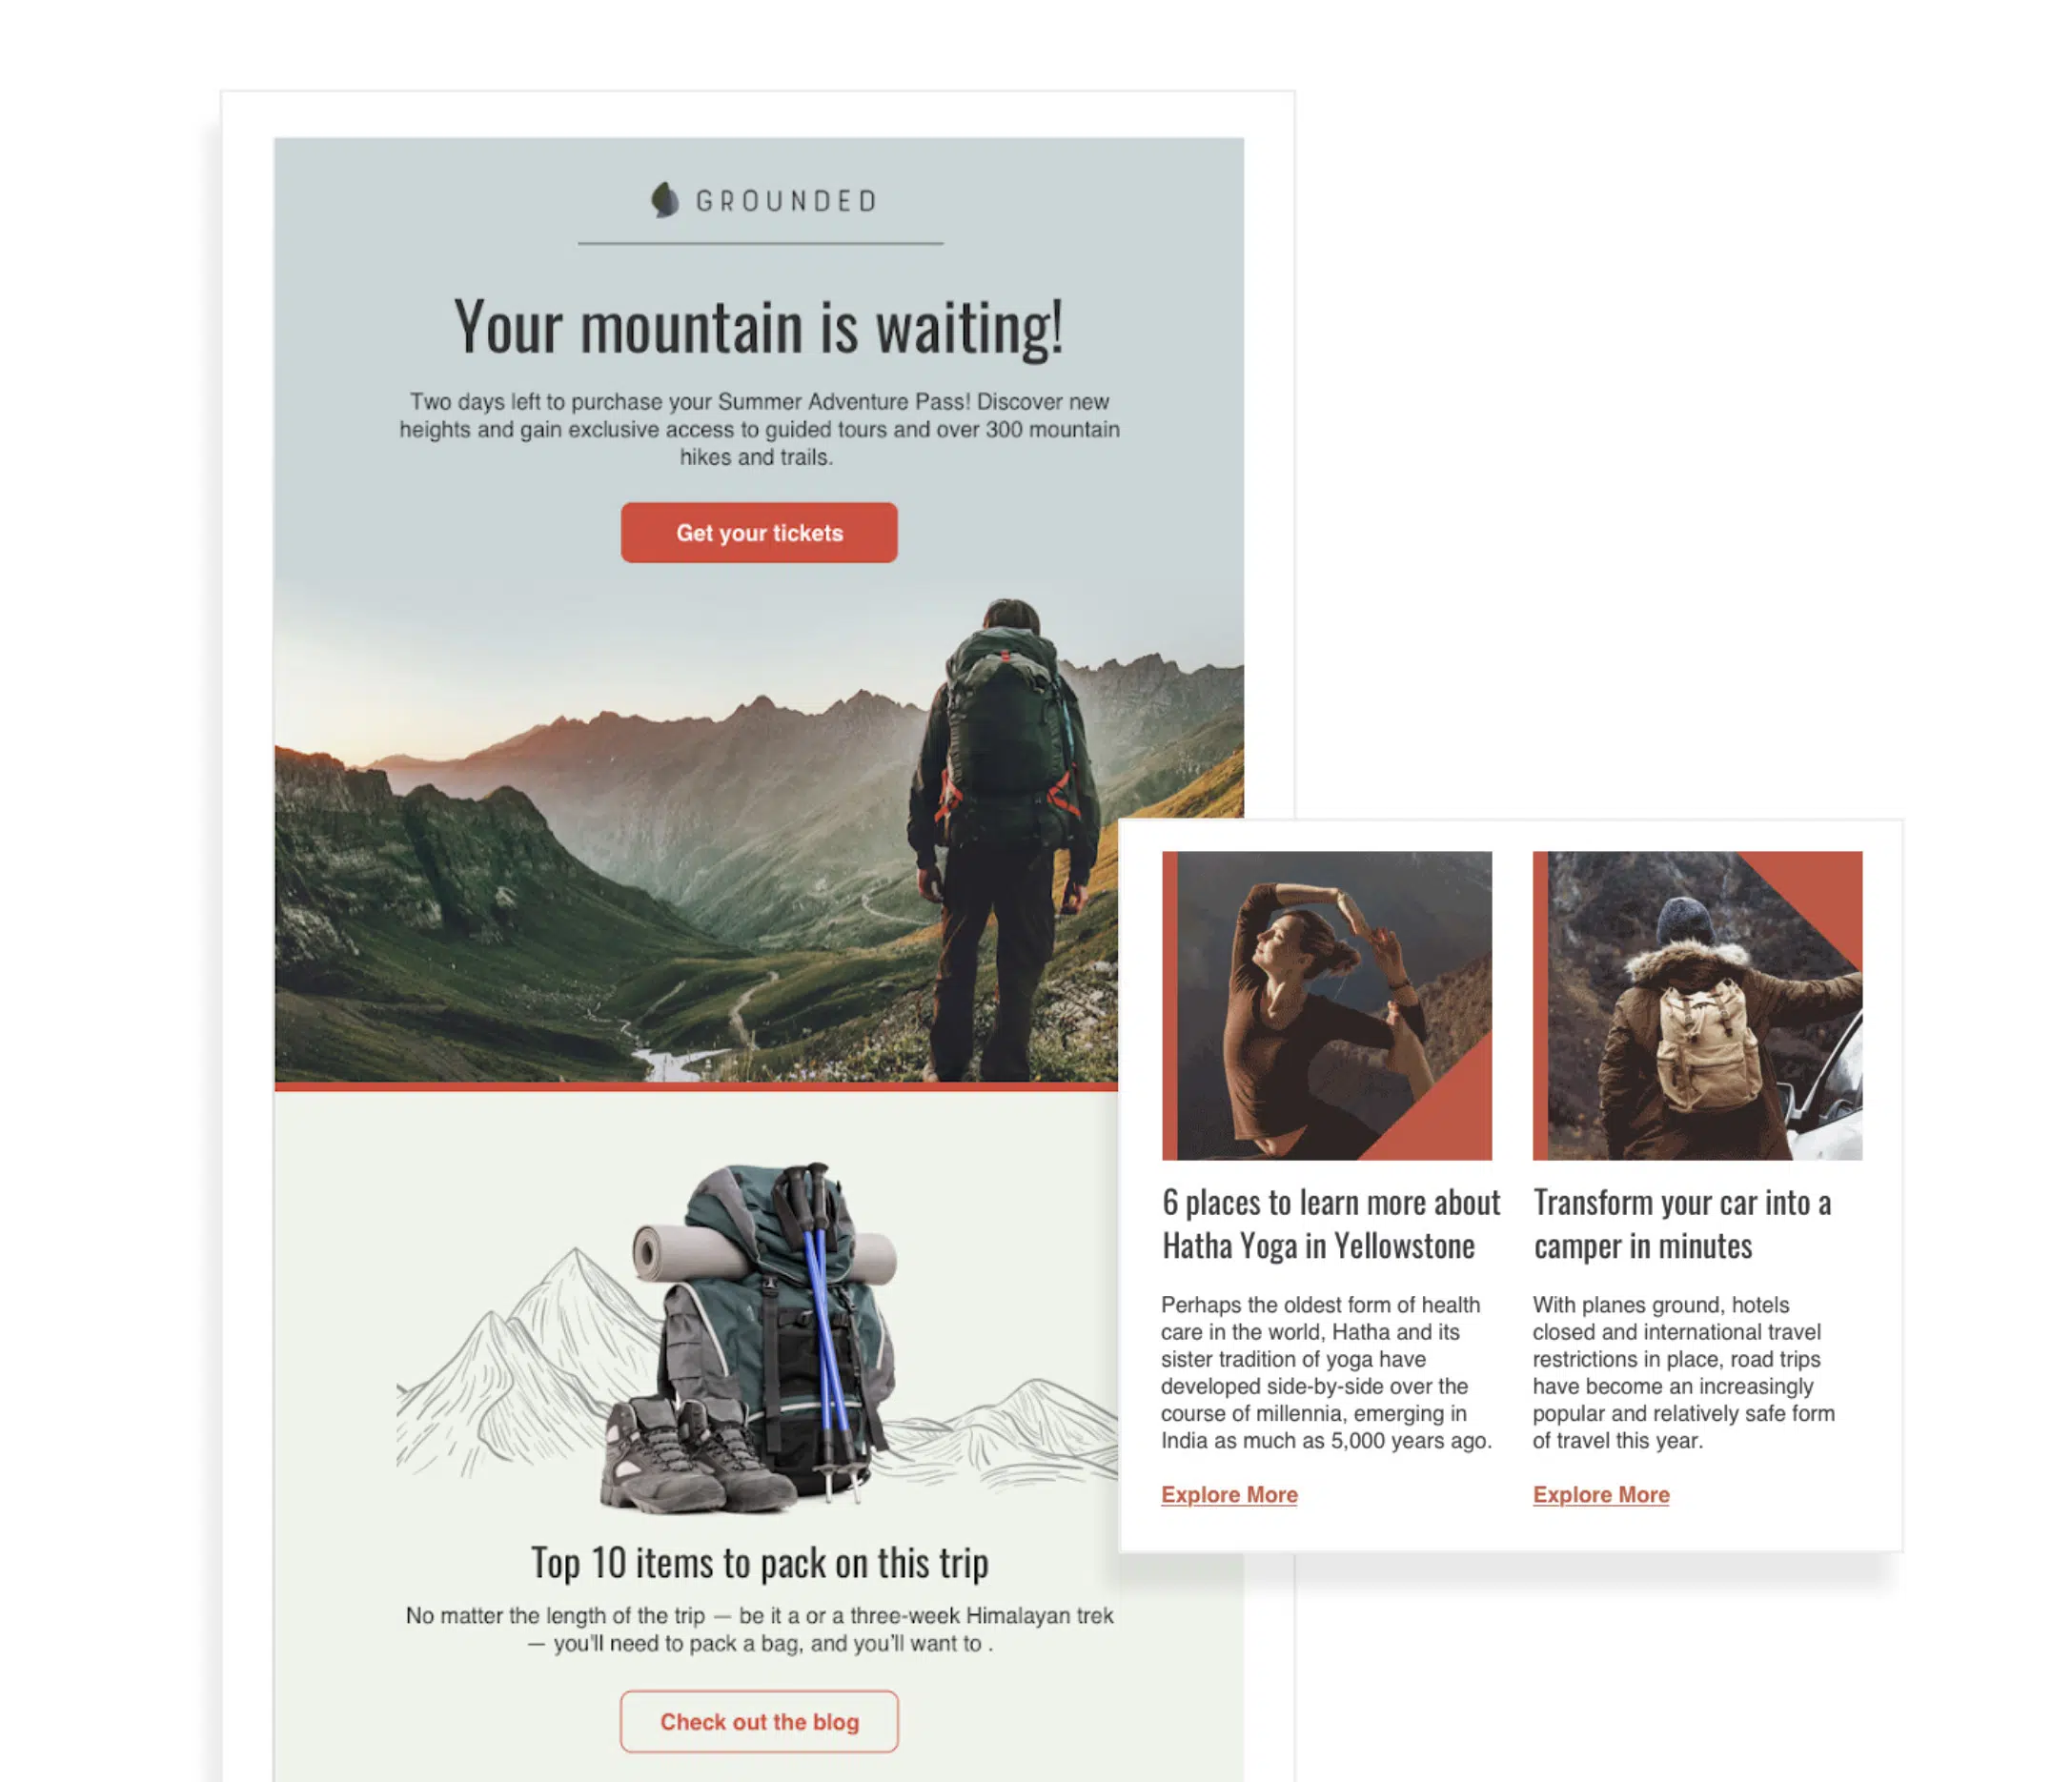 GROUNDED
Your mountain is waiting!
Two days left to purchase your Summer Adventure Pass! Discover new
heights and gain exclusive access to guided tours and over 300 mountain
hikes and trails.
Get your tickets
Top 10 items to pack on this trip
No matter the length of the trip — be it a or a three-week Himalayan trek
— you'll need to pack a bag, and you'll want to .
Check out the blog
6 places to learn more about
Hatha Yoga in Yellowstone
Perhaps the oldest form of health
care in the world, Hatha and its
sister tradition of yoga have
developed side-by-side over the
course of millennia, emerging in
India as much as 5,000 years ago.
Explore More
Transform your car into a
camper in minutes
With planes ground, hotels
closed and international travel
restrictions in place, road trips
have become an increasingly
popular and relatively safe form
of travel this year.
Explore More